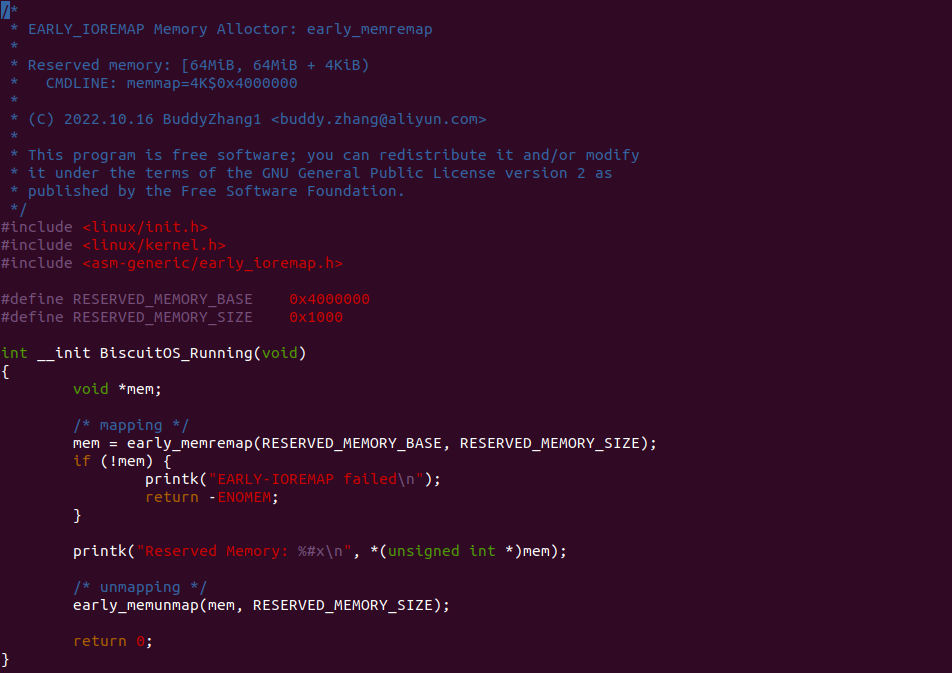 /*
 * EARLY_IOREMAP Memory Alloctor: early_memremap
 *
 * Reserved memory: [64MiB, 64MiB + 4KiB)
 *   CMDLINE: memmap=4K$0x4000000
 *
 * (C) 2022.10.16 BuddyZhang1 <buddy.zhang@aliyun.com>
 *
 * This program is free software; you can redistribute it and/or modify
 * it under the terms of the GNU General Public License version 2 as
 * published by the Free Software Foundation.
 */
#include <linux/init.h>
#include <linux/kernel.h>
#include <asm-generic/early_ioremap.h>

#define RESERVED_MEMORY_BASE    0x4000000
#define RESERVED_MEMORY_SIZE    0x1000

int __init BiscuitOS_Running(void)
{
        void *mem;

        /* mapping */
        mem = early_memremap(RESERVED_MEMORY_BASE, RESERVED_MEMORY_SIZE);
        if (!mem) {
                printk("EARLY-IOREMAP failed\n");
                return -ENOMEM;
        }

        printk("Reserved Memory: %#x\n", *(unsigned int *)mem);

        /* unmapping */
        early_memunmap(mem, RESERVED_MEMORY_SIZE);

        return 0;
}